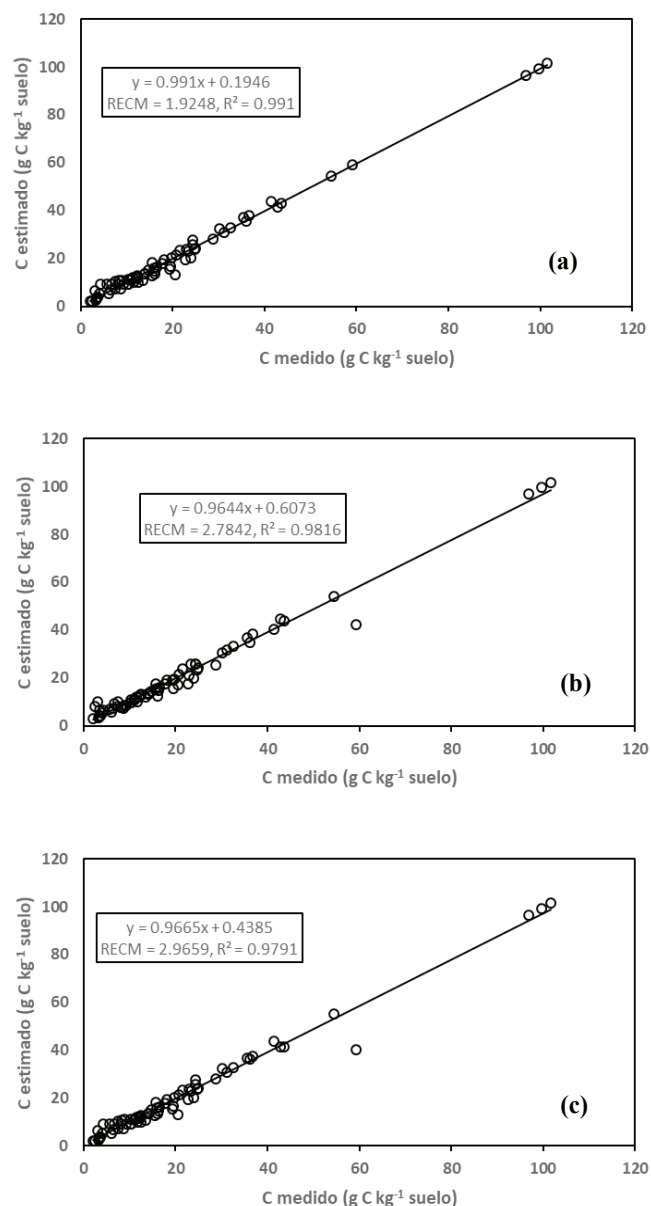 120
100
80
60
40
20
0
C estimado (g C kg⁻¹ suelo)
y = 0.991x + 0.1946
RECM = 1.9248, R² = 0.991
(a)
0 20 40 60 80 100 120
C medido (g C kg⁻¹ suelo)
120
100
80
60
40
20
0
C estimado (g C kg⁻¹ suelo)
y = 0.9644x + 0.6073
RECM = 2.7842, R² = 0.9816
(b)
0 20 40 60 80 100 120
C medido (g C kg⁻¹ suelo)
120
100
80
60
40
20
0
C estimado (g C kg⁻¹ suelo)
y = 0.9665x + 0.4385
RECM = 2.9659, R² = 0.9791
(c)
0 20 40 60 80 100 120
C medido (g C kg⁻¹ suelo)